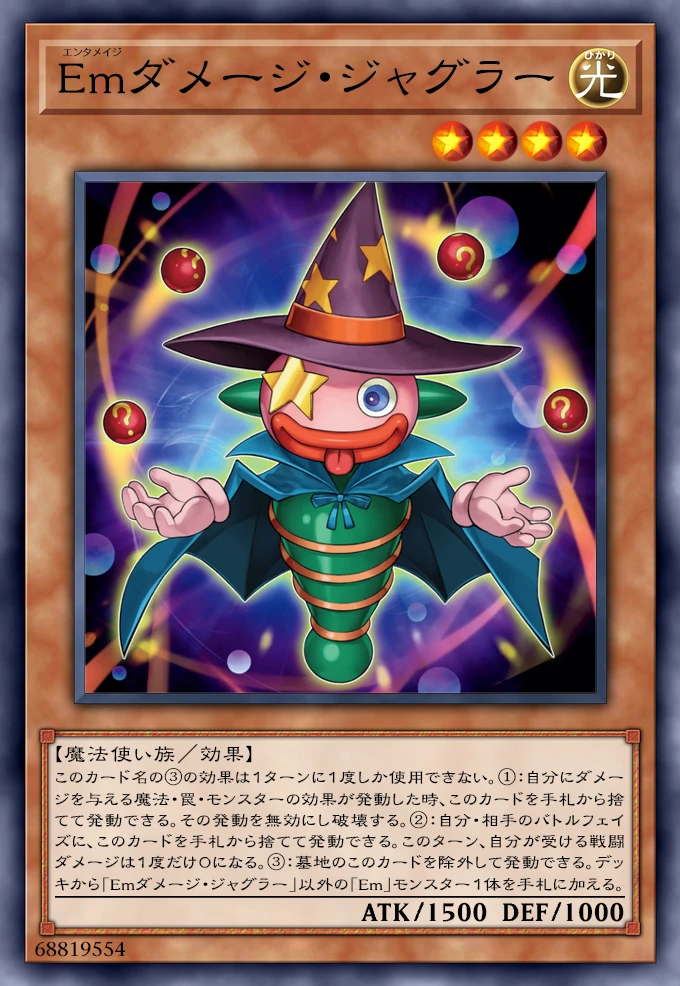 エンタメイジ
Emダメージ・ジャグラー
ひかり
光
? ? ? ?
【魔法使い族／効果】
このカード名の③の効果は１ターンに１度しか使用できない。①：自分にダメー
ジを与える魔法・罠・モンスターの効果が発動した時、このカードを手札から捨
てて発動できる。その発動を無効にし破壊する。②：自分・相手のバトルフェイ
ズに、このカードを手札から捨てて発動できる。このターン、自分が受ける戦闘
ダメージは１度だけ０になる。③：墓地のこのカードを除外して発動できる。デッ
キから「Emダメージ・ジャグラー」以外の「Em」モンスター１体を手札に加える。
ATK/1500 DEF/1000
68819554